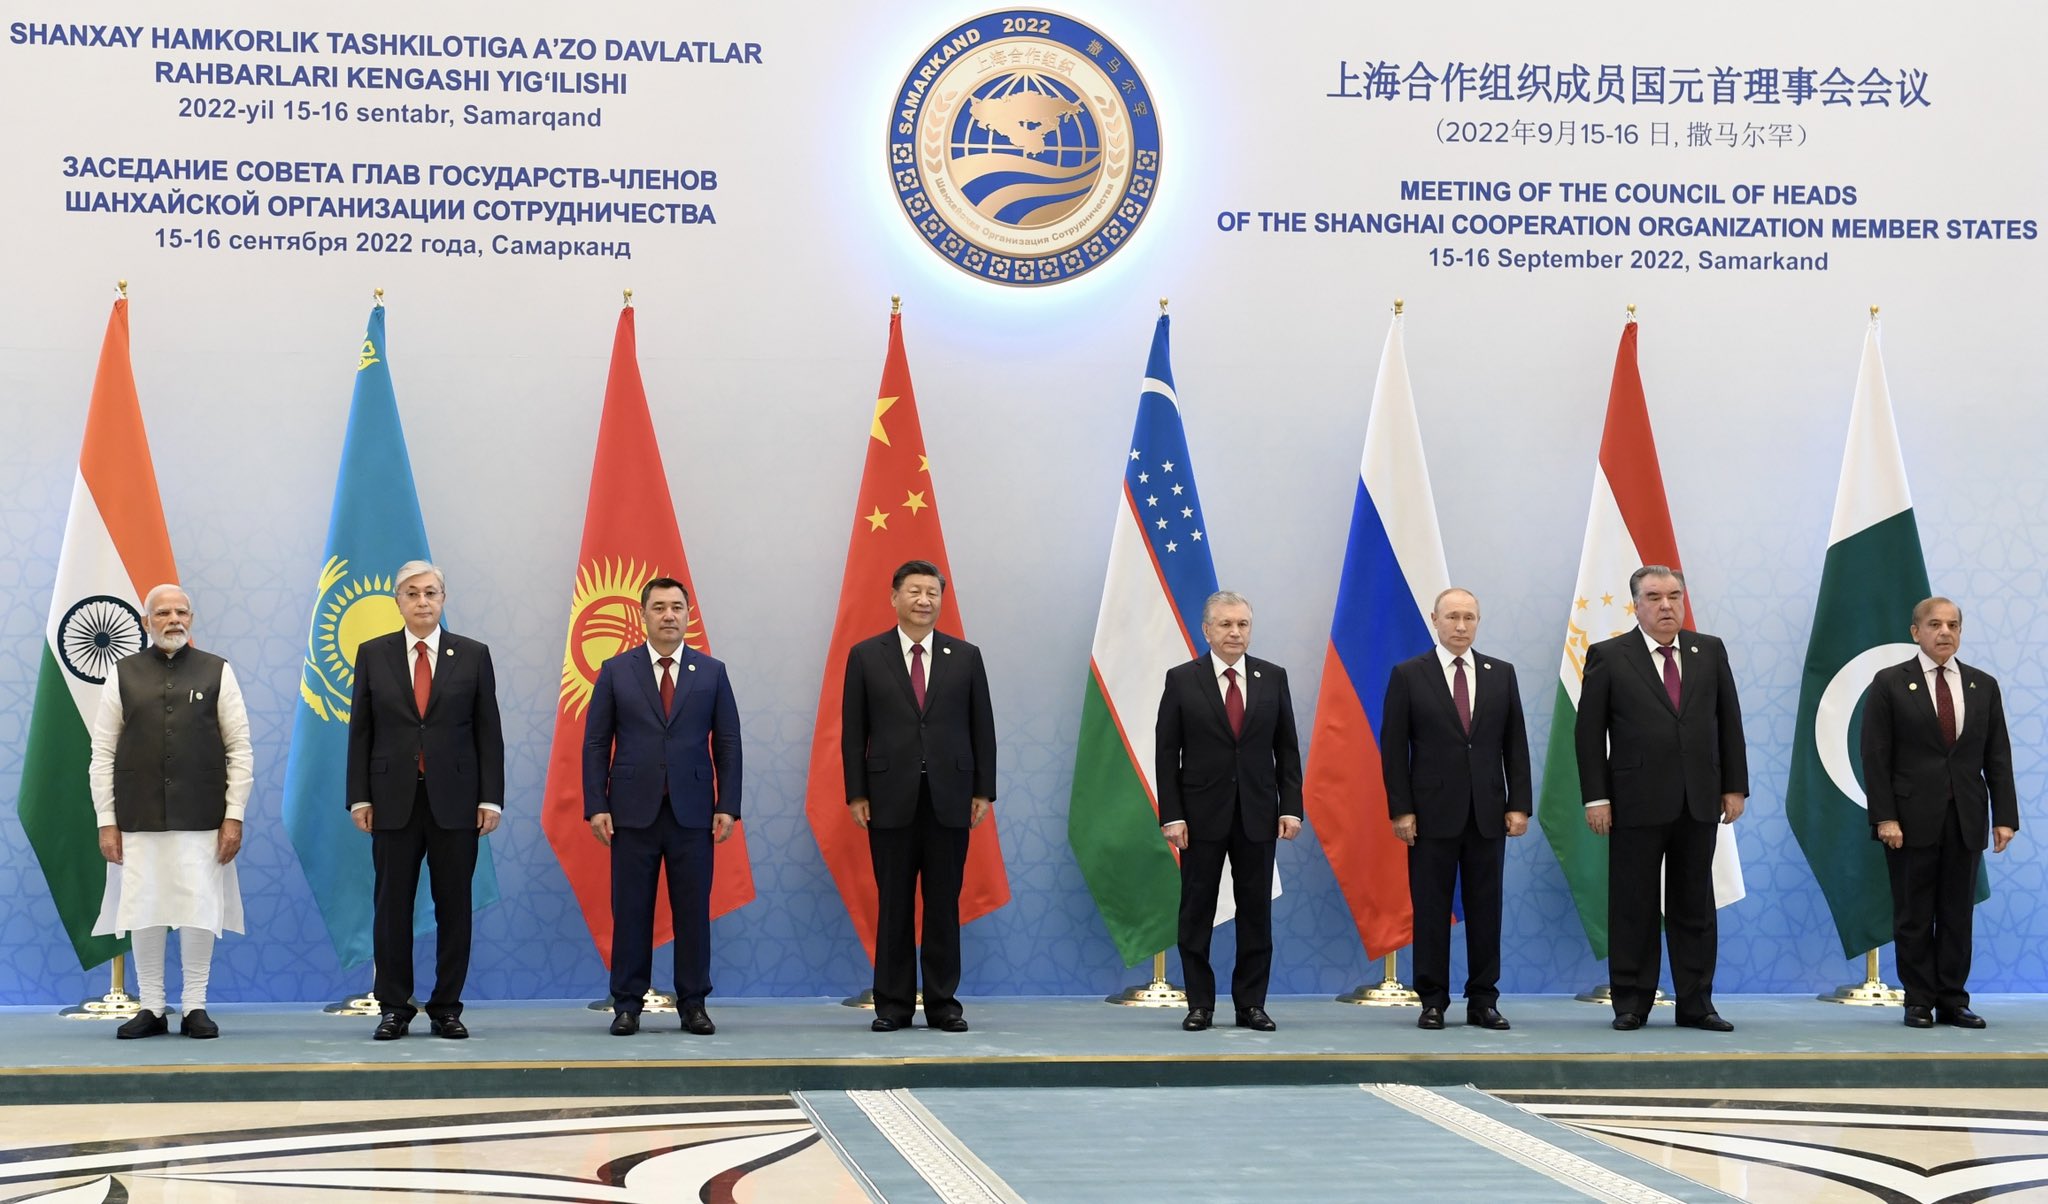 SHANXAY HAMKORLIK TASHKILOTIGA A’ZO DAVLATLAR
RAHBARLARI KENGASHI YIG‘ILISHI
2022-yil 15-16 sentabr, Samarqand
ЗАСЕДАНИЕ СОВЕТА ГЛАВ ГОСУДАРСТВ-ЧЛЕНОВ
ШАНХАЙСКОЙ ОРГАНИЗАЦИИ СОТРУДНИЧЕСТВА
15-16 сентября 2022 года, Самарканд
SAMARKAND 2022 撒马尔罕
上海合作组织
Шанхайская Организация Сотрудничества
上海合作组织成员国元首理事会会议
(2022年9月15-16 日, 撒马尔罕)
MEETING OF THE COUNCIL OF HEADS
OF THE SHANGHAI COOPERATION ORGANIZATION MEMBER STATES
15-16 September 2022, Samarkand